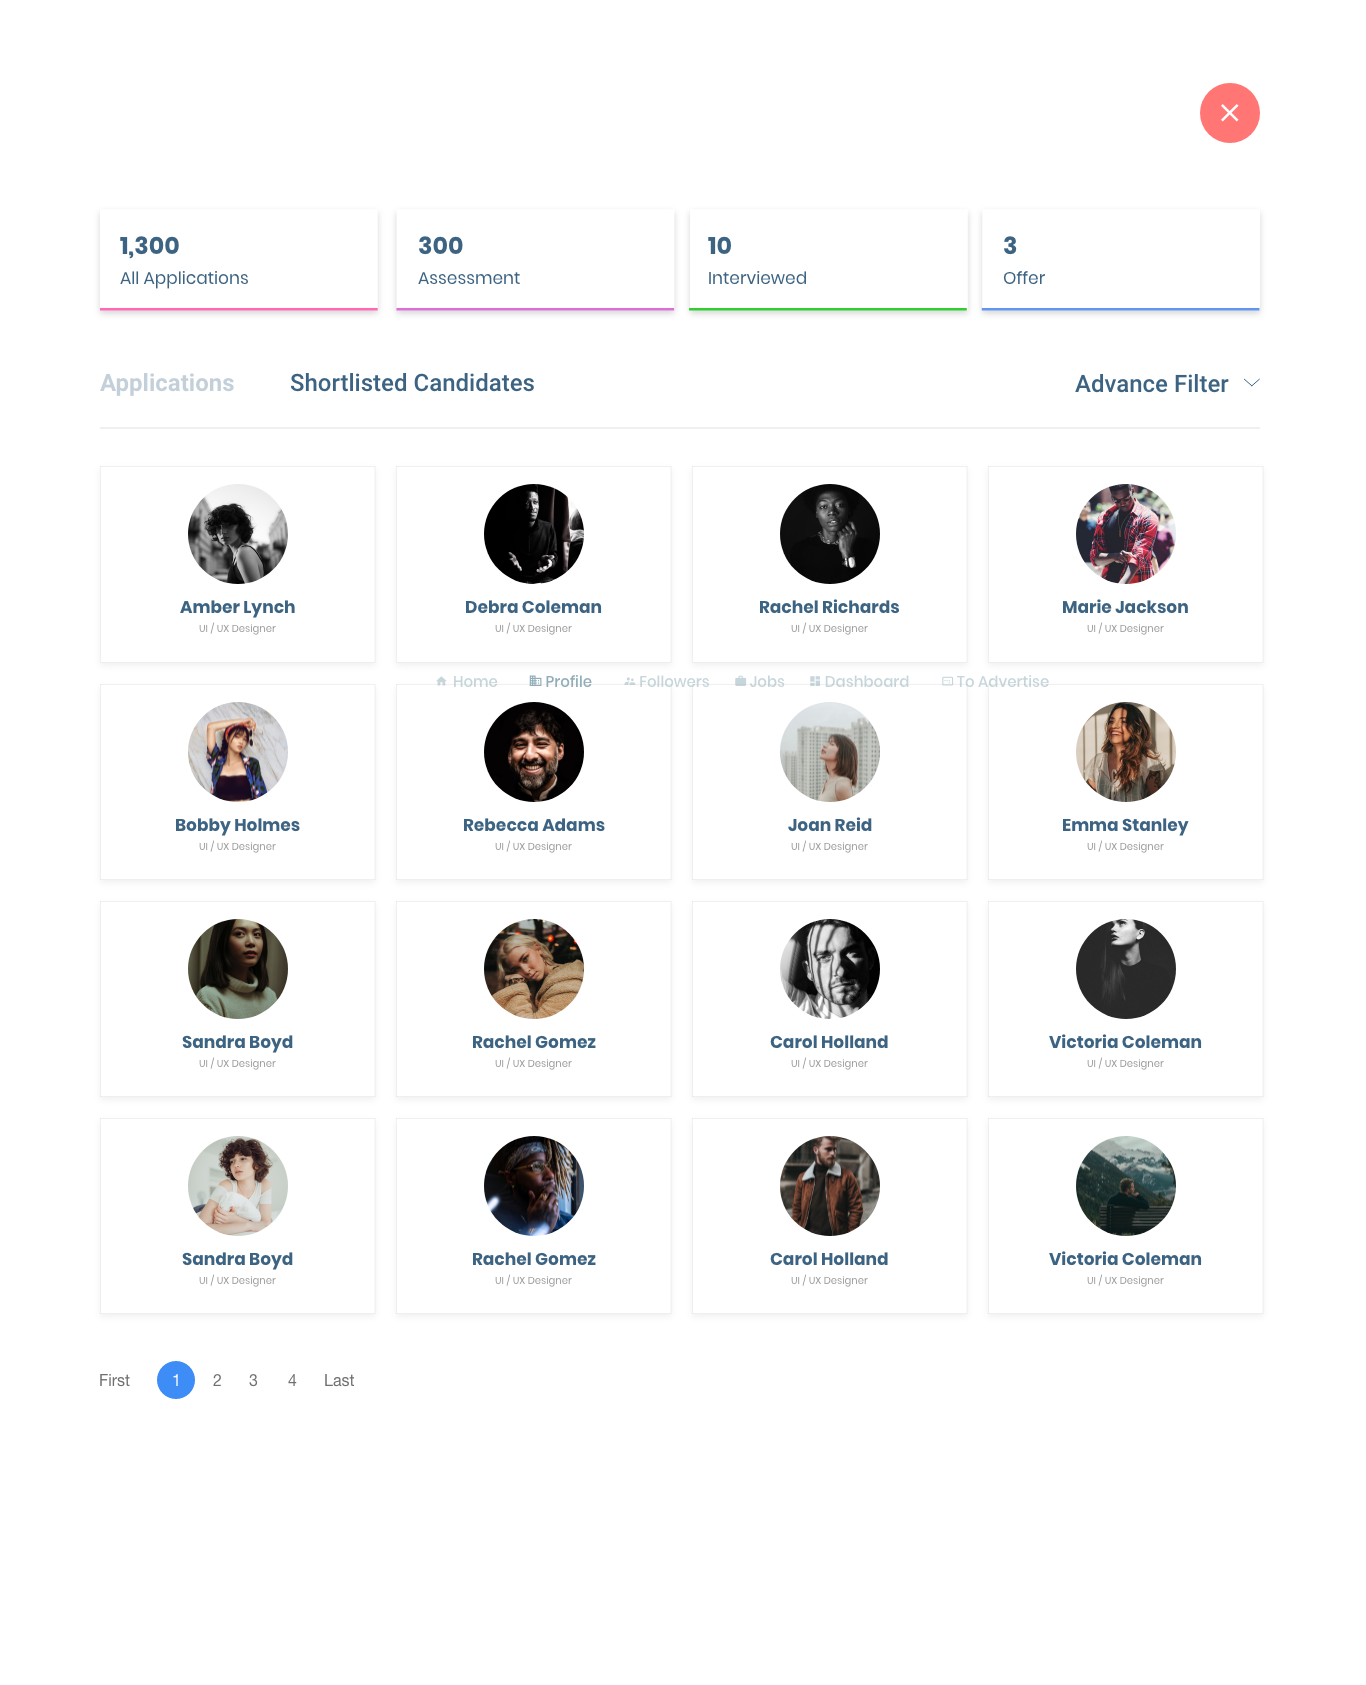 1,300
All Applications
300
Assessment
10
Interviewed
3
Offer
Applications
Shortlisted Candidates
Advance Filter
Amber Lynch
UI / UX Designer
Debra Coleman
UI / UX Designer
Rachel Richards
UI / UX Designer
Marie Jackson
UI / UX Designer
Home
Profile
Followers
Jobs
Dashboard
To Advertise
Bobby Holmes
UI / UX Designer
Rebecca Adams
UI / UX Designer
Joan Reid
UI / UX Designer
Emma Stanley
UI / UX Designer
Sandra Boyd
UI / UX Designer
Rachel Gomez
UI / UX Designer
Carol Holland
UI / UX Designer
Victoria Coleman
UI / UX Designer
Sandra Boyd
UI / UX Designer
Rachel Gomez
UI / UX Designer
Carol Holland
UI / UX Designer
Victoria Coleman
UI / UX Designer
First 1 2 3 4 Last